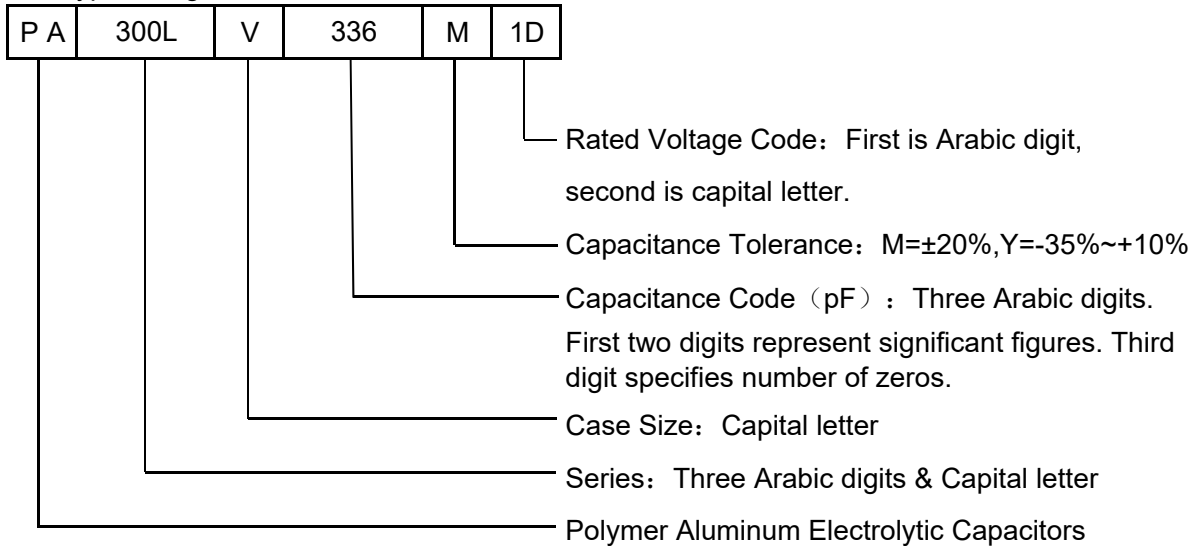 P A 300L V 336 M 1D
Rated Voltage Code：First is Arabic digit,
second is capital letter.
Capacitance Tolerance：M=±20%,Y=-35%~+10%
Capacitance Code（pF）：Three Arabic digits.
First two digits represent significant figures. Third
digit specifies number of zeros.
Case Size：Capital letter
Series：Three Arabic digits & Capital letter
Polymer Aluminum Electrolytic Capacitors